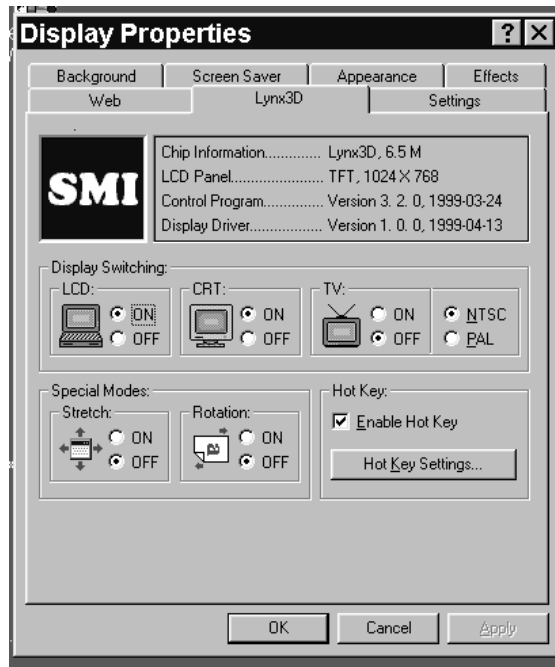 Display Properties
Background Screen Saver Appearance Effects
Web Lynx3D Settings
SMI
Chip Information............. Lynx3D, 6.5 M
LCD Panel...................... TFT, 1024 X 768
Control Program............ Version 3. 2. 0, 1999-03-24
Display Driver................. Version 1. 0. 0, 1999-04-13
Display Switching:
LCD: CRT: TV:
ON ON ON NTSC
OFF OFF OFF PAL
Special Modes: Hot Key:
Stretch: Rotation:
ON ON Enable Hot Key
OFF OFF Hot Key Settings...
OK Cancel Apply